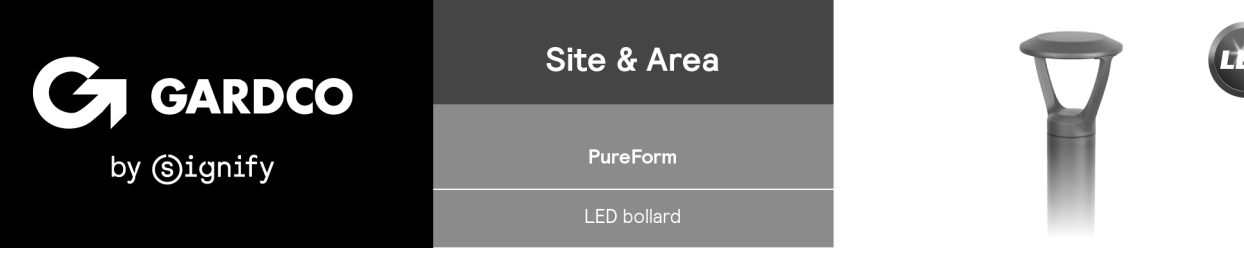 GARDCO
by Signify
Site & Area
PureForm
LED bollard